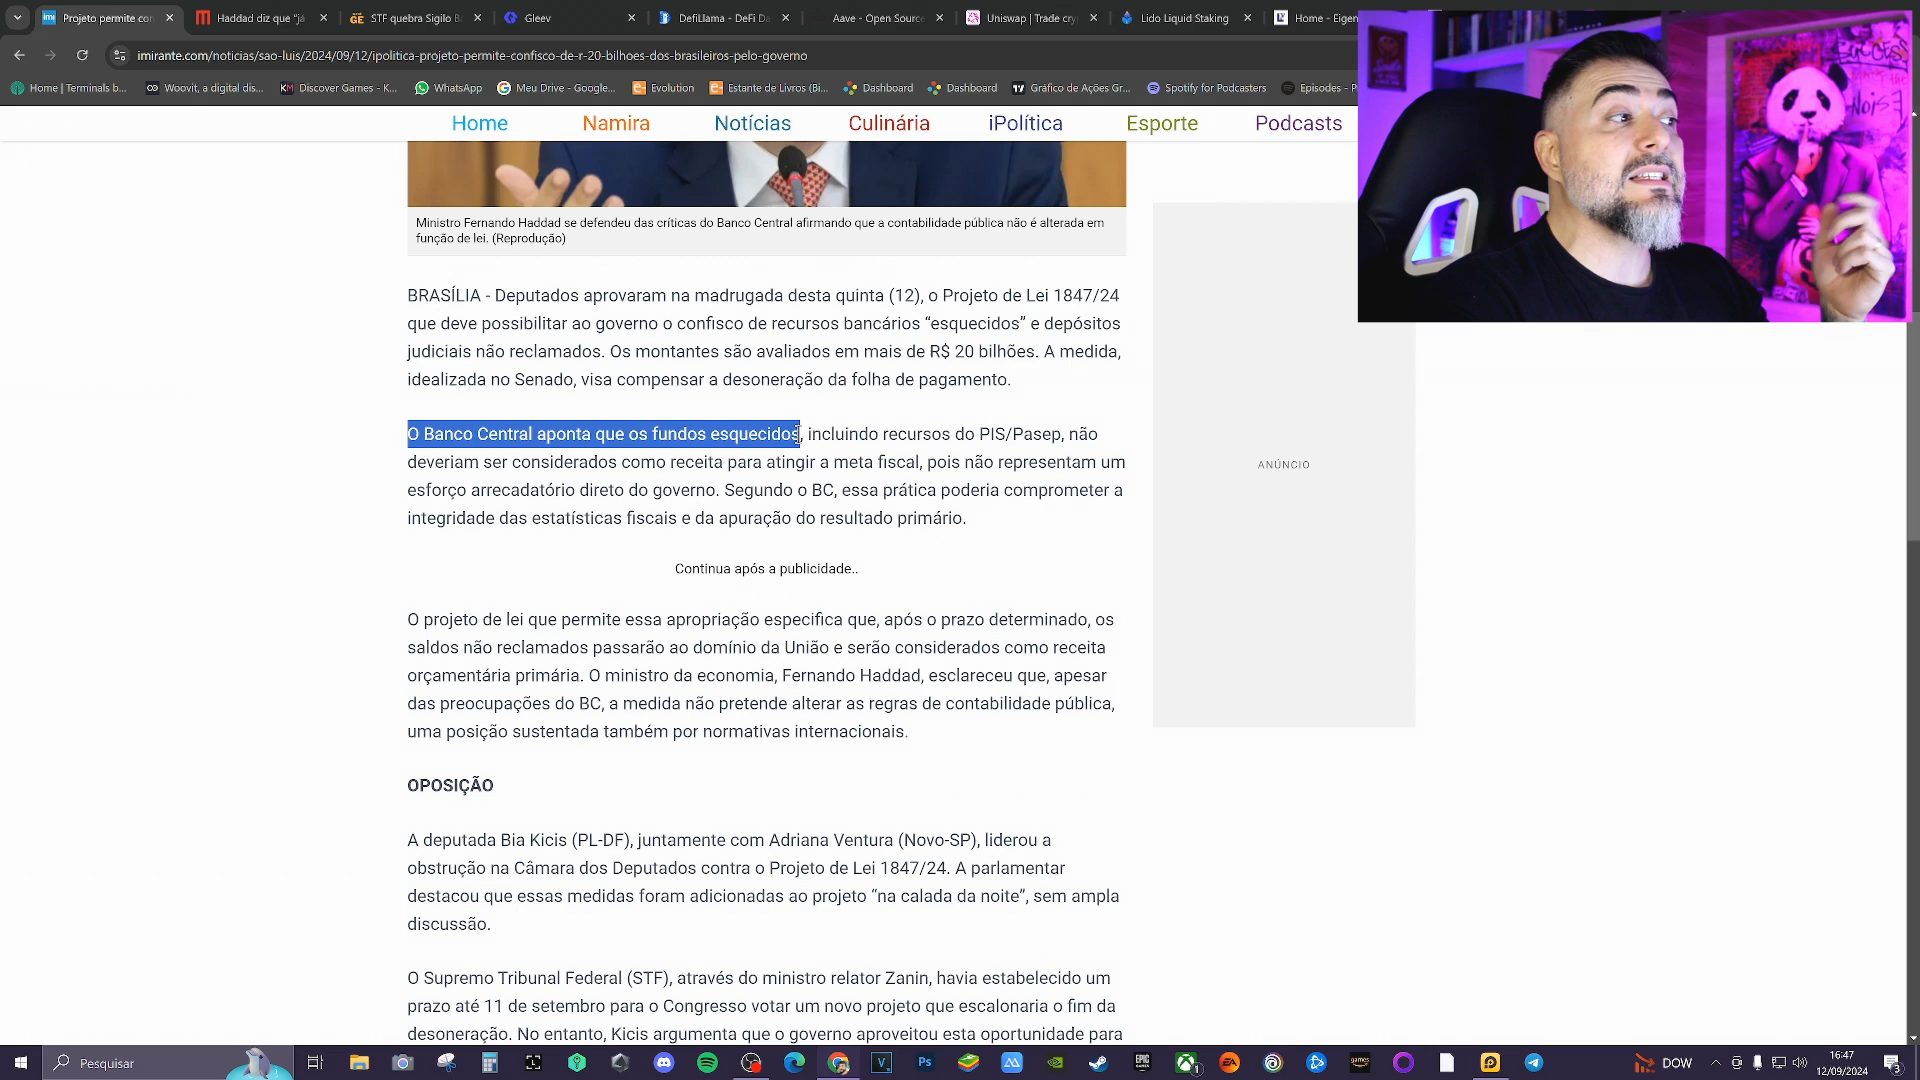 Projeto permite con
Haddad diz que "já
STF quebra Sigilo Ba
Gleev
DefiLlama - DeFi Da
Aave - Open Source
Uniswap | Trade cryp
Lido Liquid Staking
Home - Eigen
imirante.com/noticias/sao-luis/2024/09/12/ipolitica-projeto-permite-confisco-de-r-20-bilhoes-dos-brasileiros-pelo-governo
Home | Terminals b...
Woovit, a digital dis...
Discover Games - K...
WhatsApp
Meu Drive - Google...
Evolution
Estante de Livros (Bi...
Dashboard
Dashboard
Gráfico de Ações Gr...
Spotify for Podcasters
Episodes - P
Home
Namira
Notícias
Culinária
iPolítica
Esporte
Podcasts
Ministro Fernando Haddad se defendeu das críticas do Banco Central afirmando que a contabilidade pública não é alterada em
função de lei. (Reprodução)
BRASÍLIA - Deputados aprovaram na madrugada desta quinta (12), o Projeto de Lei 1847/24
que deve possibilitar ao governo o confisco de recursos bancários “esquecidos” e depósitos
judiciais não reclamados. Os montantes são avaliados em mais de R$ 20 bilhões. A medida,
idealizada no Senado, visa compensar a desoneração da folha de pagamento.
O Banco Central aponta que os fundos esquecidos, incluindo recursos do PIS/Pasep, não
deveriam ser considerados como receita para atingir a meta fiscal, pois não representam um
esforço arrecadatório direto do governo. Segundo o BC, essa prática poderia comprometer a
integridade das estatísticas fiscais e da apuração do resultado primário.
ANÚNCIO
Continua após a publicidade..
O projeto de lei que permite essa apropriação especifica que, após o prazo determinado, os
saldos não reclamados passarão ao domínio da União e serão considerados como receita
orçamentária primária. O ministro da economia, Fernando Haddad, esclareceu que, apesar
das preocupações do BC, a medida não pretende alterar as regras de contabilidade pública,
uma posição sustentada também por normativas internacionais.
OPOSIÇÃO
A deputada Bia Kicis (PL-DF), juntamente com Adriana Ventura (Novo-SP), liderou a
obstrução na Câmara dos Deputados contra o Projeto de Lei 1847/24. A parlamentar
destacou que essas medidas foram adicionadas ao projeto “na calada da noite”, sem ampla
discussão.
O Supremo Tribunal Federal (STF), através do ministro relator Zanin, havia estabelecido um
prazo até 11 de setembro para o Congresso votar um novo projeto que escalonaria o fim da
desoneração. No entanto, Kicis argumenta que o governo aproveitou esta oportunidade para
Pesquisar
DOW
16:47
12/09/2024